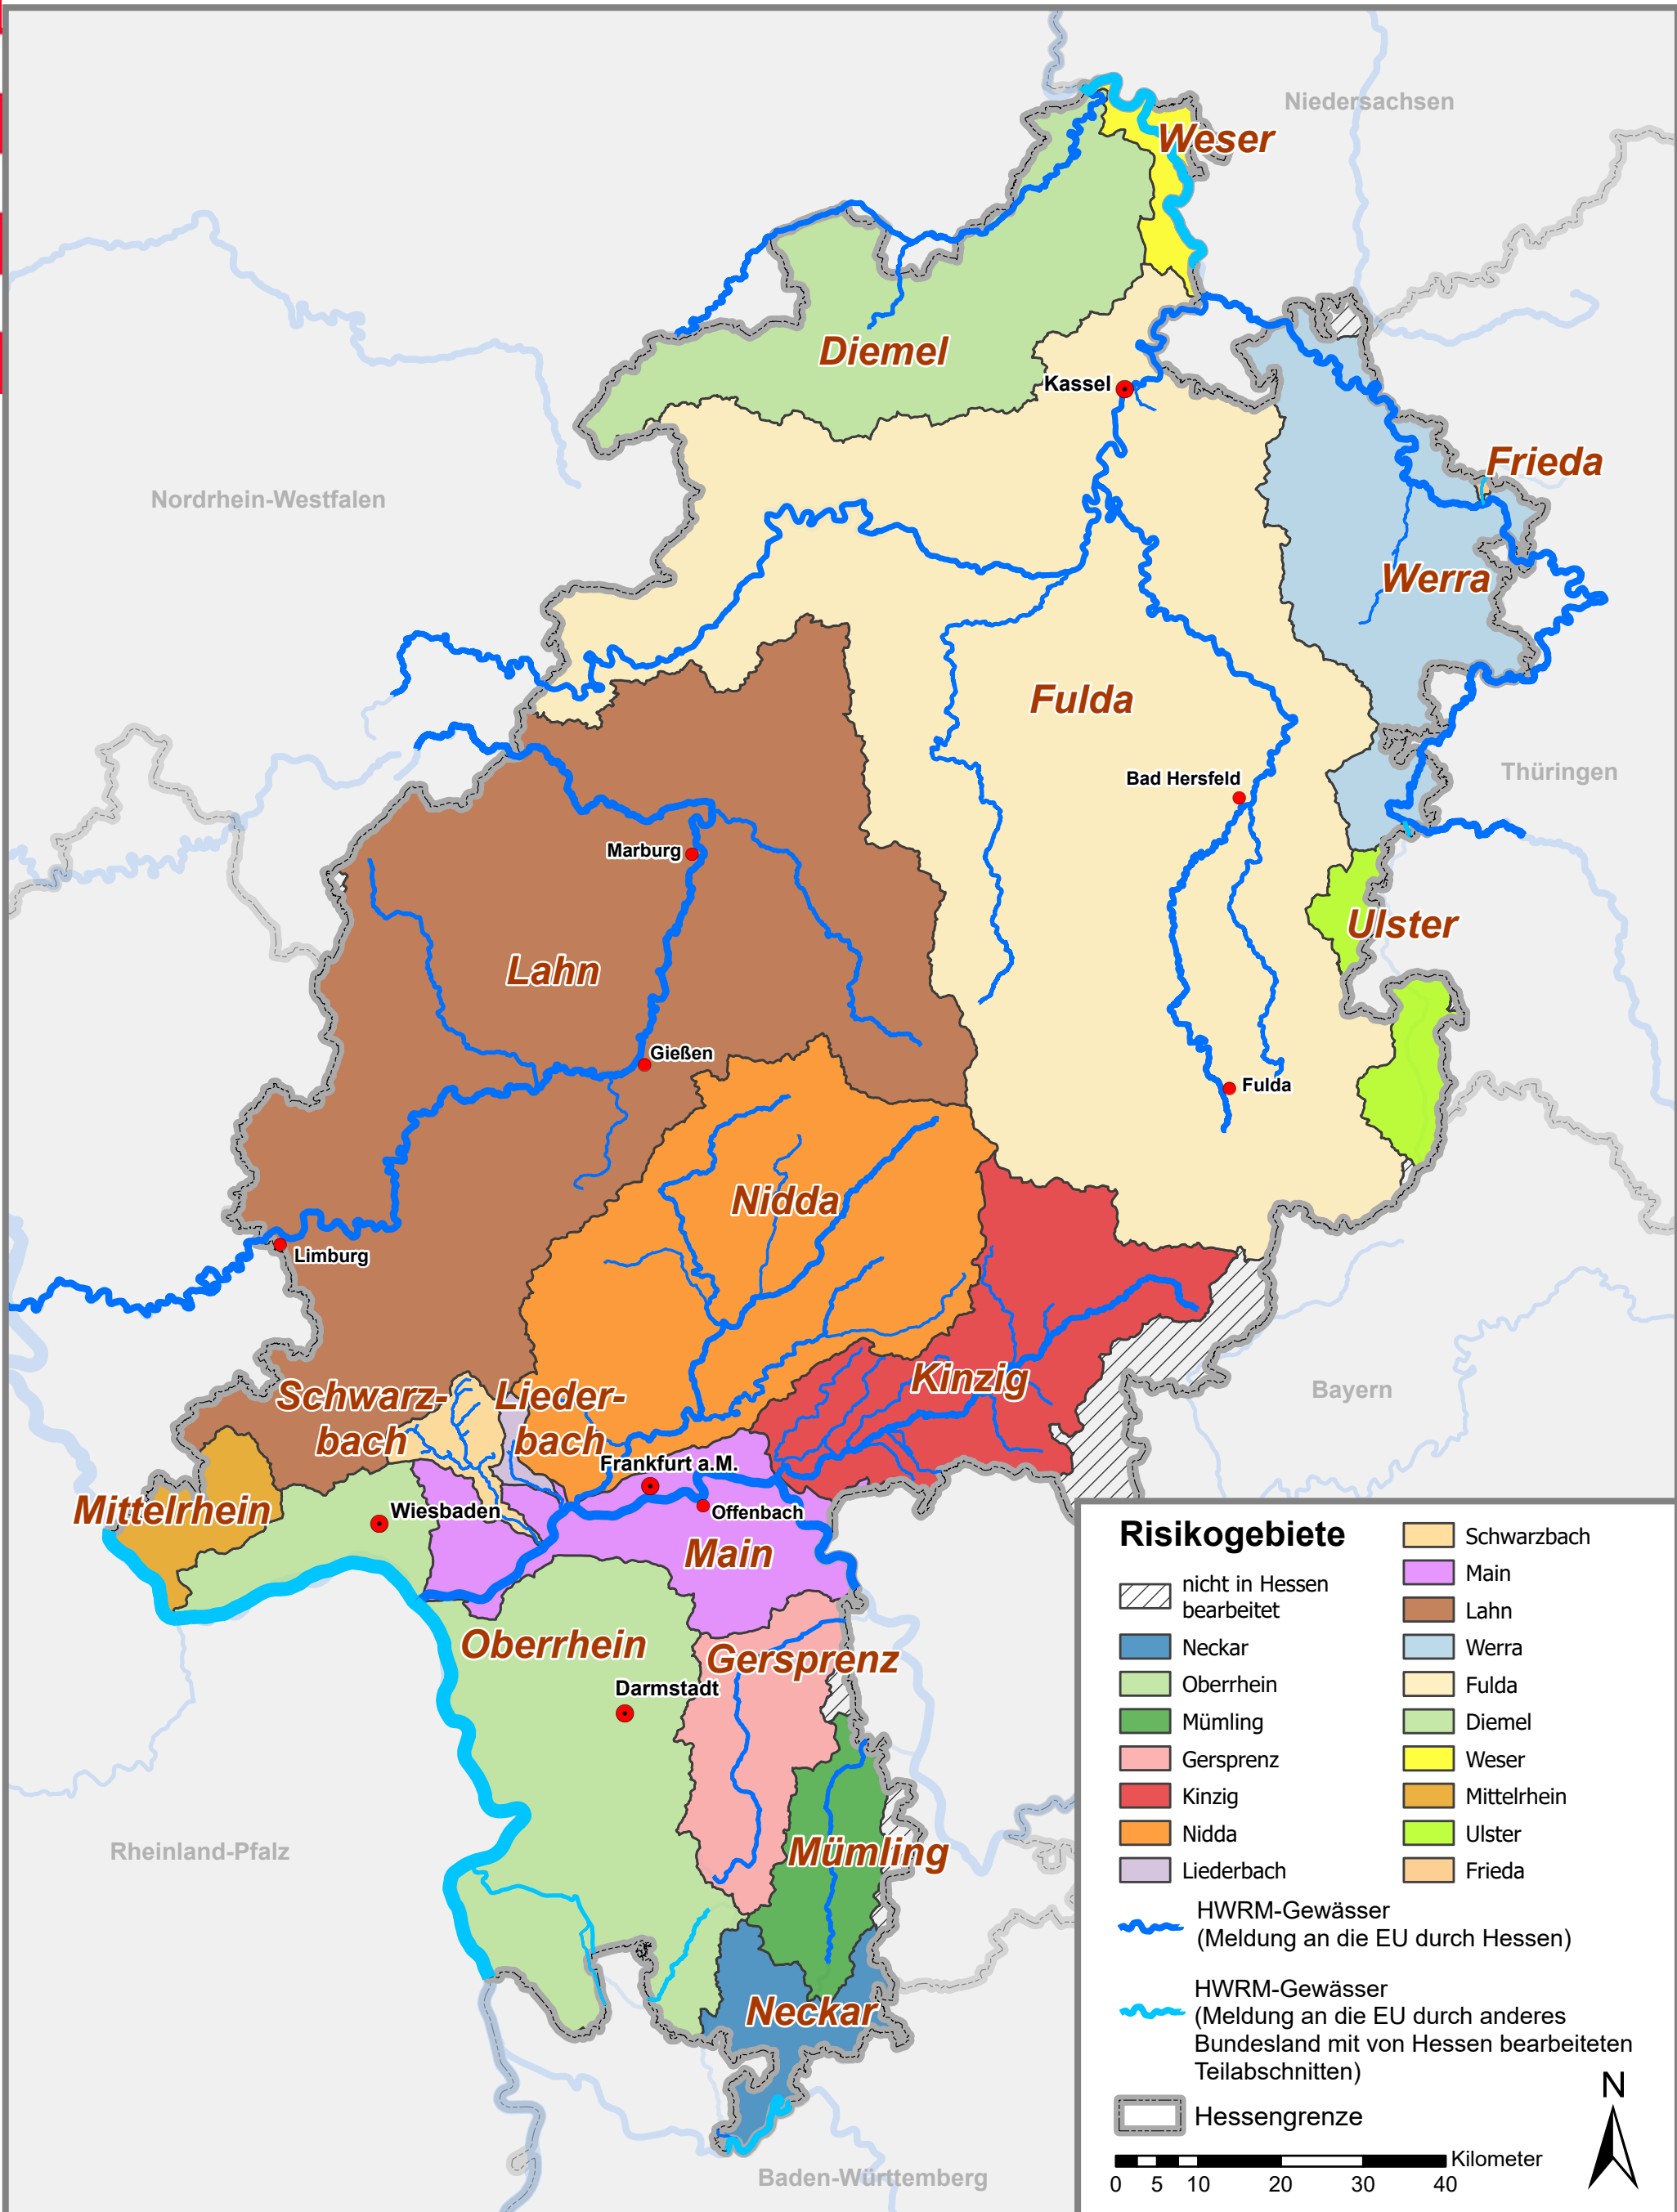 Niedersachsen
Weser
Diemel
Kassel
Frieda
Nordrhein-Westfalen
Werra
Fulda
Thüringen
Bad Hersfeld
Marburg
Ulster
Lahn
Gießen
Fulda
Nidda
Limburg
Kinzig
Bayern
Schwarz-
bach
Lieder-
bach
Frankfurt a.M.
Mittelrhein
Wiesbaden
Offenbach
Main
Oberrhein
Gersprenz
Darmstadt
Rheinland-Pfalz
Mümling
Neckar
Baden-Württemberg
Risikogebiete
nicht in Hessen
bearbeitet
Neckar
Oberrhein
Mümling
Gersprenz
Kinzig
Nidda
Liederbach
Schwarzbach
Main
Lahn
Werra
Fulda
Diemel
Weser
Mittelrhein
Ulster
Frieda
HWRM-Gewässer
(Meldung an die EU durch Hessen)
HWRM-Gewässer
(Meldung an die EU durch anderes
Bundesland mit von Hessen bearbeiteten
Teilabschnitten)
Hessengrenze
N
Kilometer
0 5 10 20 30 40